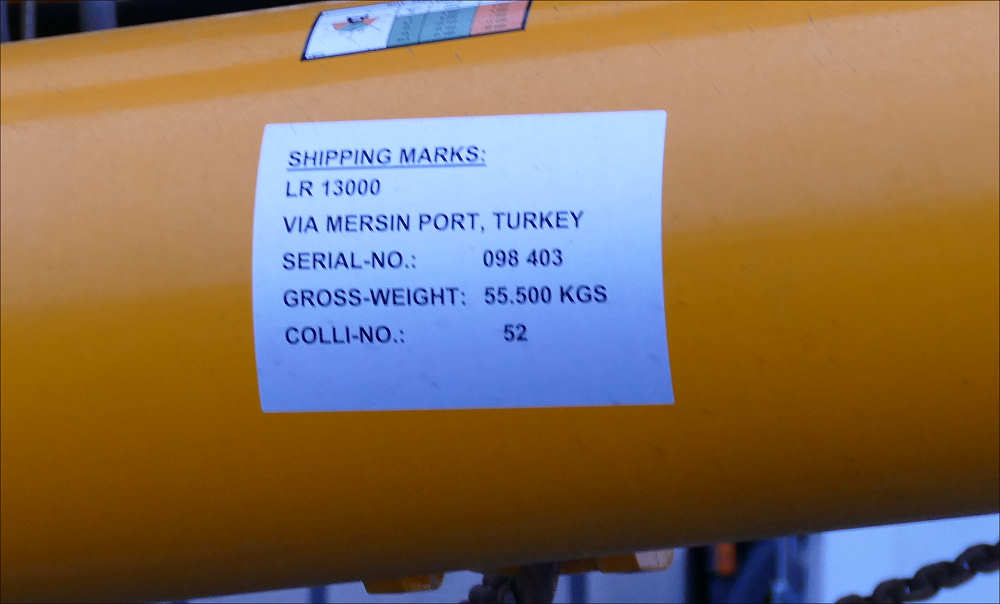 SHIPPING MARKS:
LR 13000
VIA MERSIN PORT, TURKEY
SERIAL-NO.: 098 403
GROSS-WEIGHT: 55.500 KGS
COLLI-NO.: 52